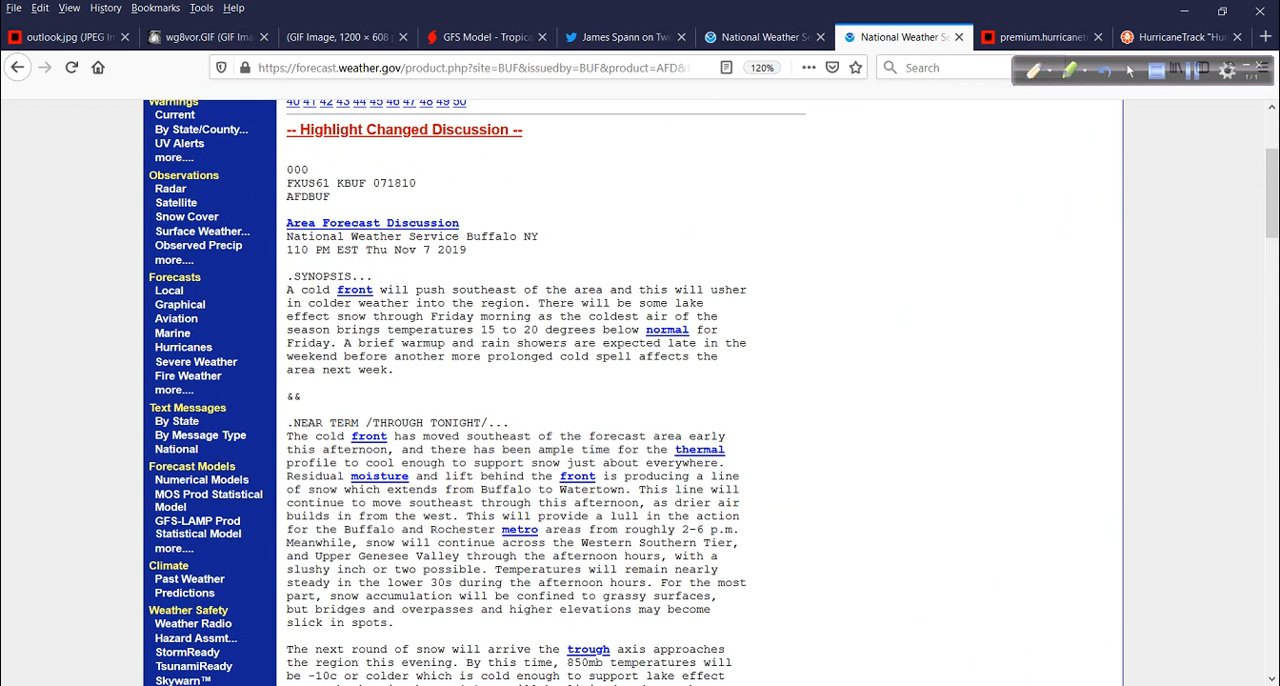 File Edit View History Bookmarks Tools Help
outlook.jpg (JPEG Im
wg8vor.GIF (GIF Ima
(GIF Image, 1200 × 608
GFS Model - Tropica
James Spann on Twi
National Weather Se
National Weather Se
premium.hurricanetr
HurricaneTrack "Hur
https://forecast.weather.gov/product.php?site=BUF&issuedby=BUF&product=AFD&
120%
Search
1/1
Warnings
Current
By State/County...
UV Alerts
more....
Observations
Radar
Satellite
Snow Cover
Surface Weather...
Observed Precip
more....
Forecasts
Local
Graphical
Aviation
Marine
Hurricanes
Severe Weather
Fire Weather
more....
Text Messages
By State
By Message Type
National
Forecast Models
Numerical Models
MOS Prod Statistical
Model
GFS-LAMP Prod
Statistical Model
more....
Climate
Past Weather
Predictions
Weather Safety
Weather Radio
Hazard Assmt...
StormReady
TsunamiReady
Skywarn™
40 41 42 43 44 45 46 47 48 49 50
-- Highlight Changed Discussion --
000
FXUS61 KBUF 071810
AFDBUF
Area Forecast Discussion
National Weather Service Buffalo NY
110 PM EST Thu Nov 7 2019
.SYNOPSIS...
A cold front will push southeast of the area and this will usher
in colder weather into the region. There will be some lake
effect snow through Friday morning as the coldest air of the
season brings temperatures 15 to 20 degrees below normal for
Friday. A brief warmup and rain showers are expected late in the
weekend before another more prolonged cold spell affects the
area next week.
&&
.NEAR TERM /THROUGH TONIGHT/...
The cold front has moved southeast of the forecast area early
this afternoon, and there has been ample time for the thermal
profile to cool enough to support snow just about everywhere.
Residual moisture and lift behind the front is producing a line
of snow which extends from Buffalo to Watertown. This line will
continue to move southeast through this afternoon, as drier air
builds in from the west. This will provide a lull in the action
for the Buffalo and Rochester metro areas from roughly 2-6 p.m.
Meanwhile, snow will continue across the Western Southern Tier,
and Upper Genesee Valley through the afternoon hours, with a
slushy inch or two possible. Temperatures will remain nearly
steady in the lower 30s during the afternoon hours. For the most
part, snow accumulation will be confined to grassy surfaces,
but bridges and overpasses and higher elevations may become
slick in spots.
The next round of snow will arrive the trough axis approaches
the region this evening. By this time, 850mb temperatures will
be -10c or colder which is cold enough to support lake effect